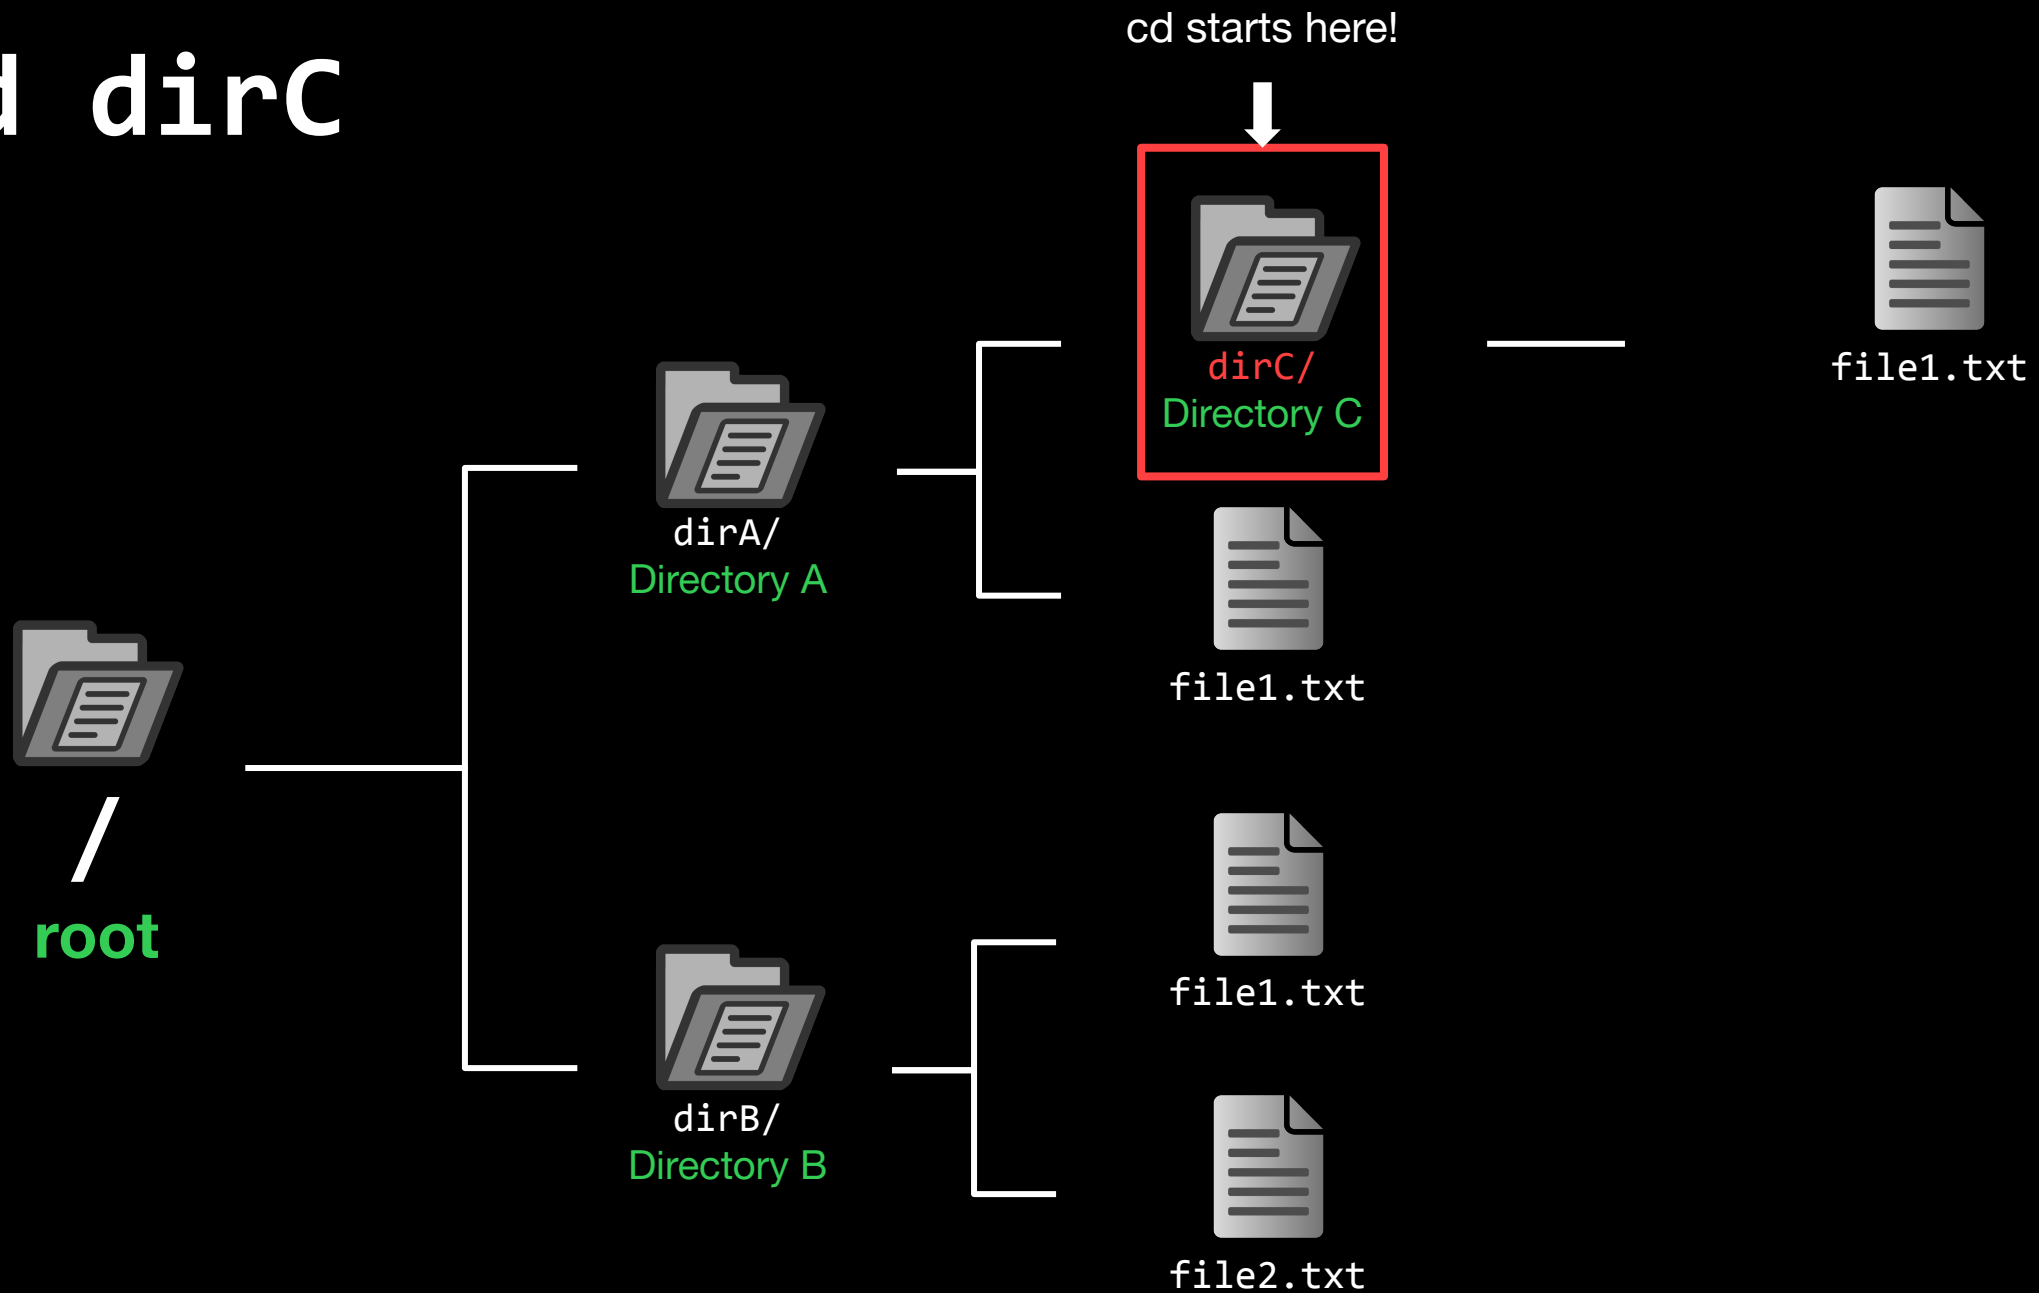 cd starts here!
d dirC
dirC/
Directory C
file1.txt
dirA/
Directory A
file1.txt
/
root
file1.txt
dirB/
Directory B
file2.txt